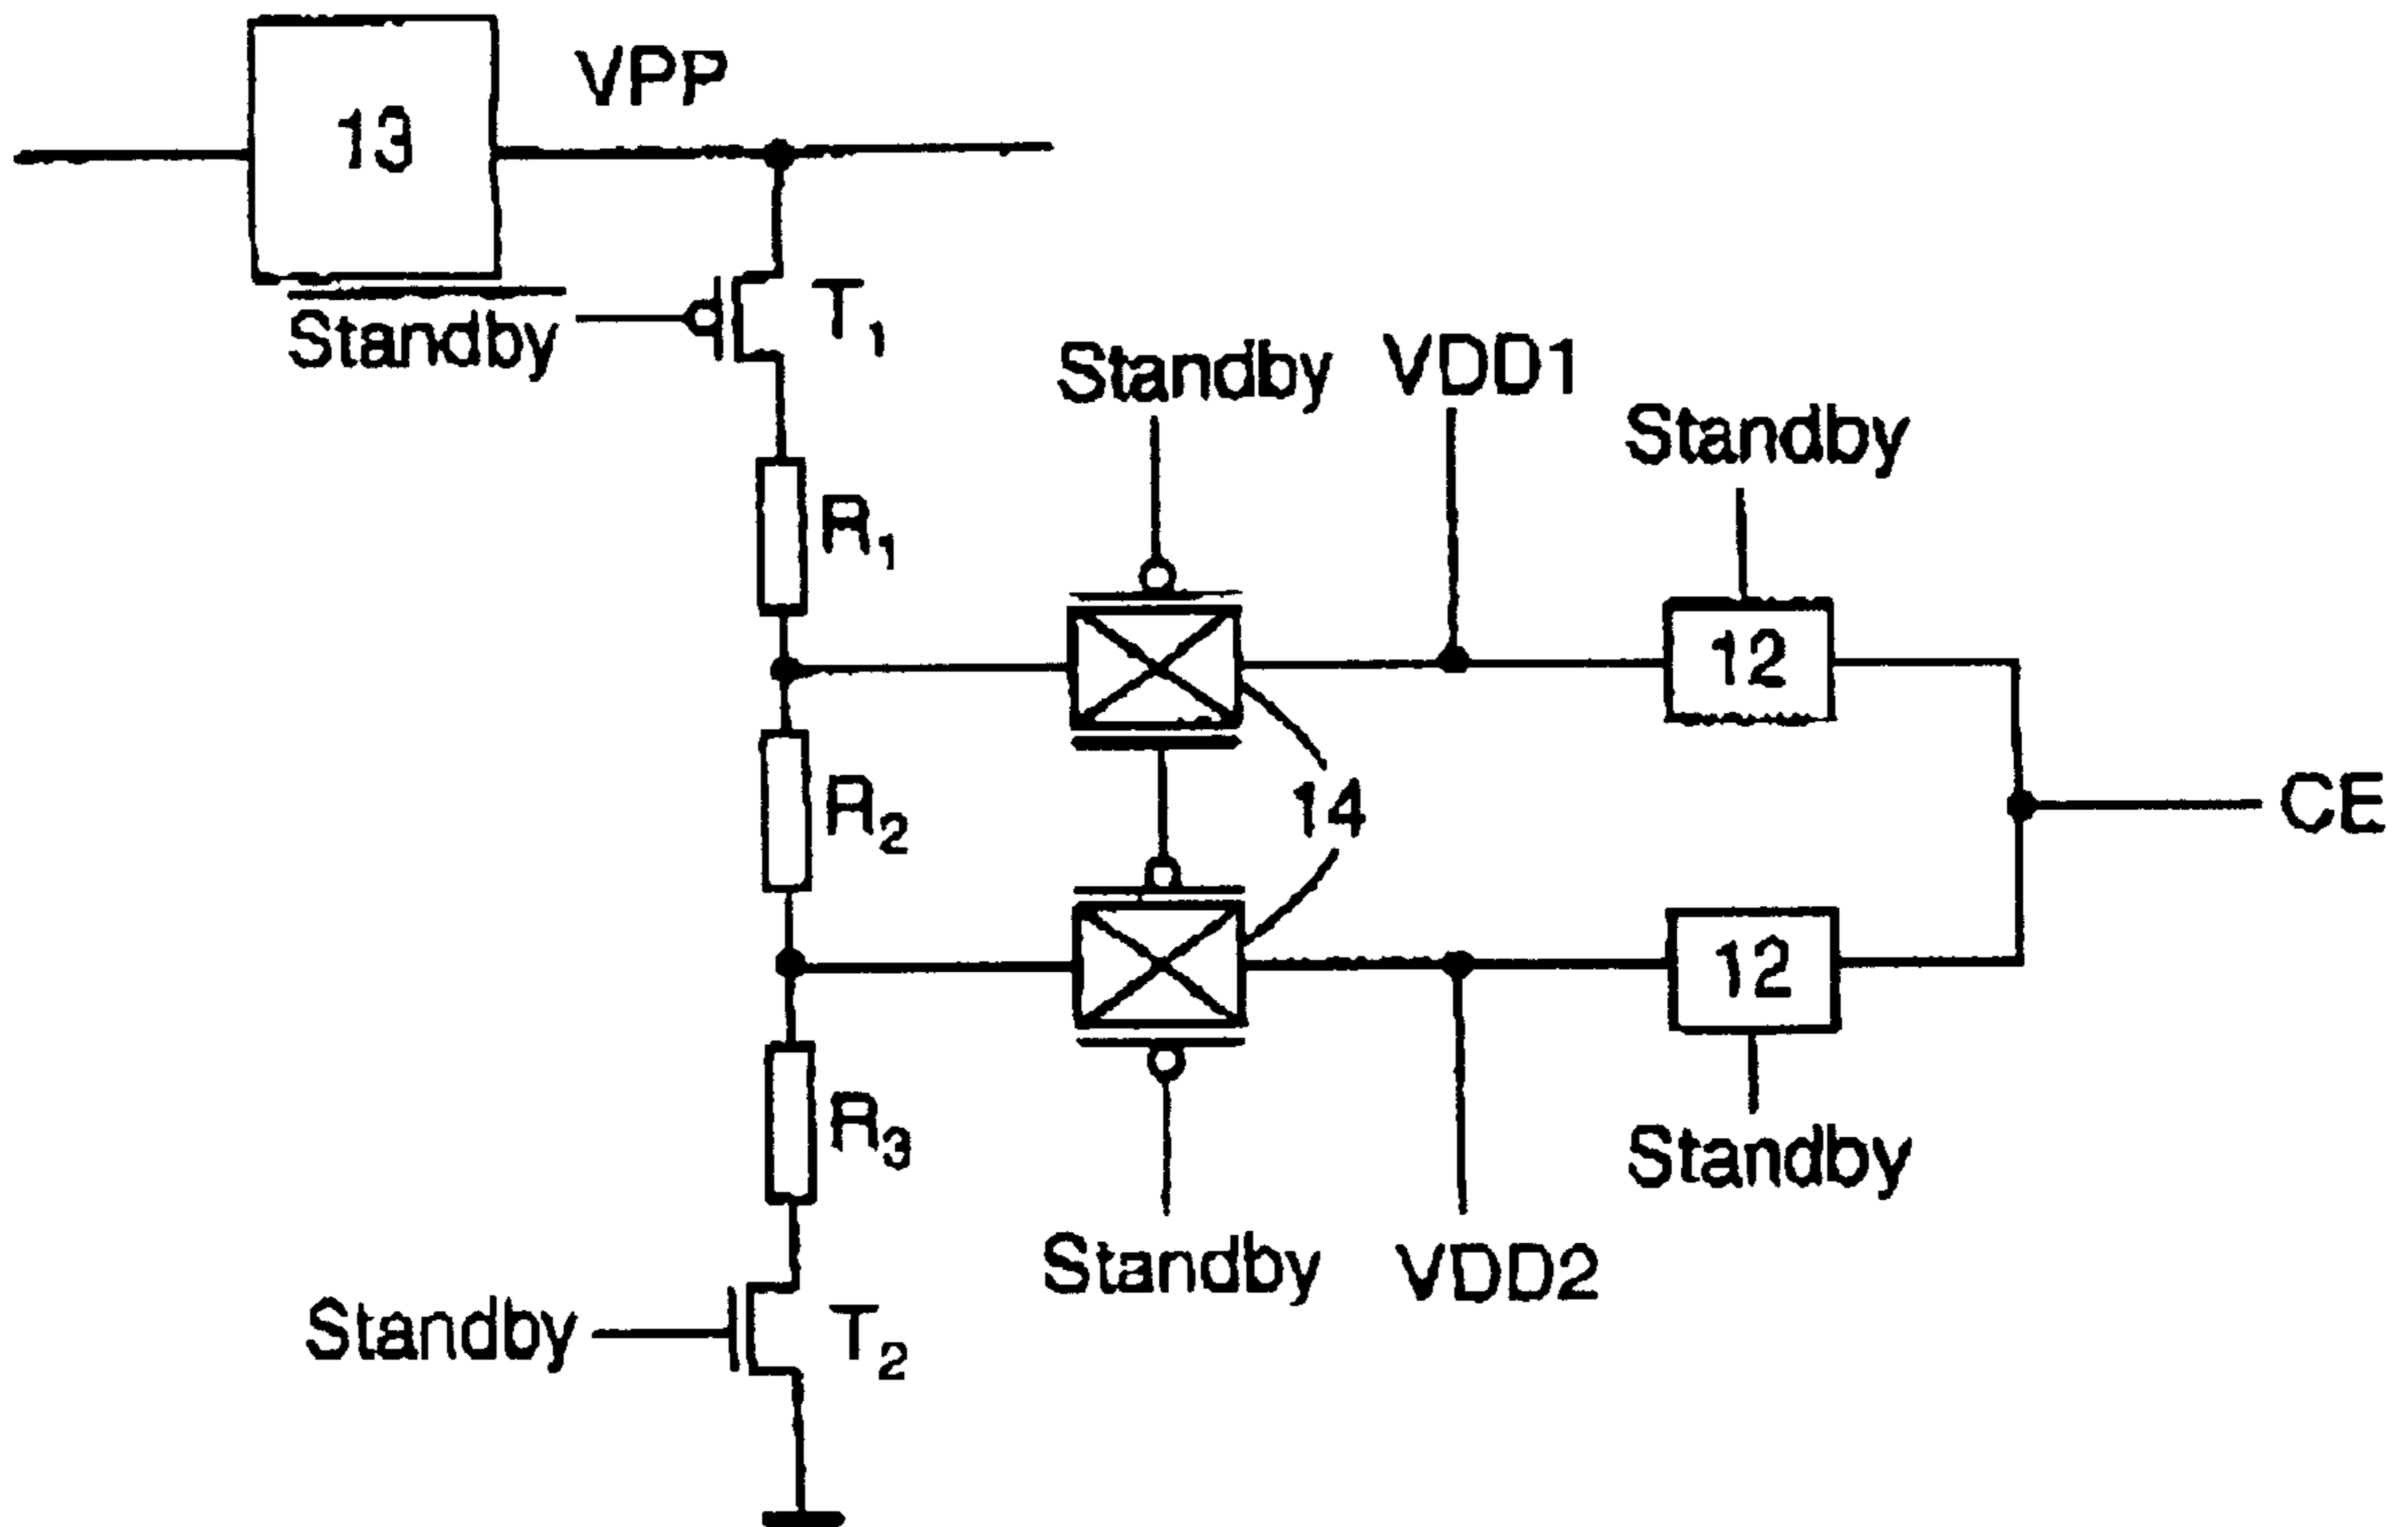 VPP
13
Standby
T1
Standby
VDD1
Standby
R1
12
R2
14
CE
12
R3
Standby
Standby
VDD2
Standby
T2